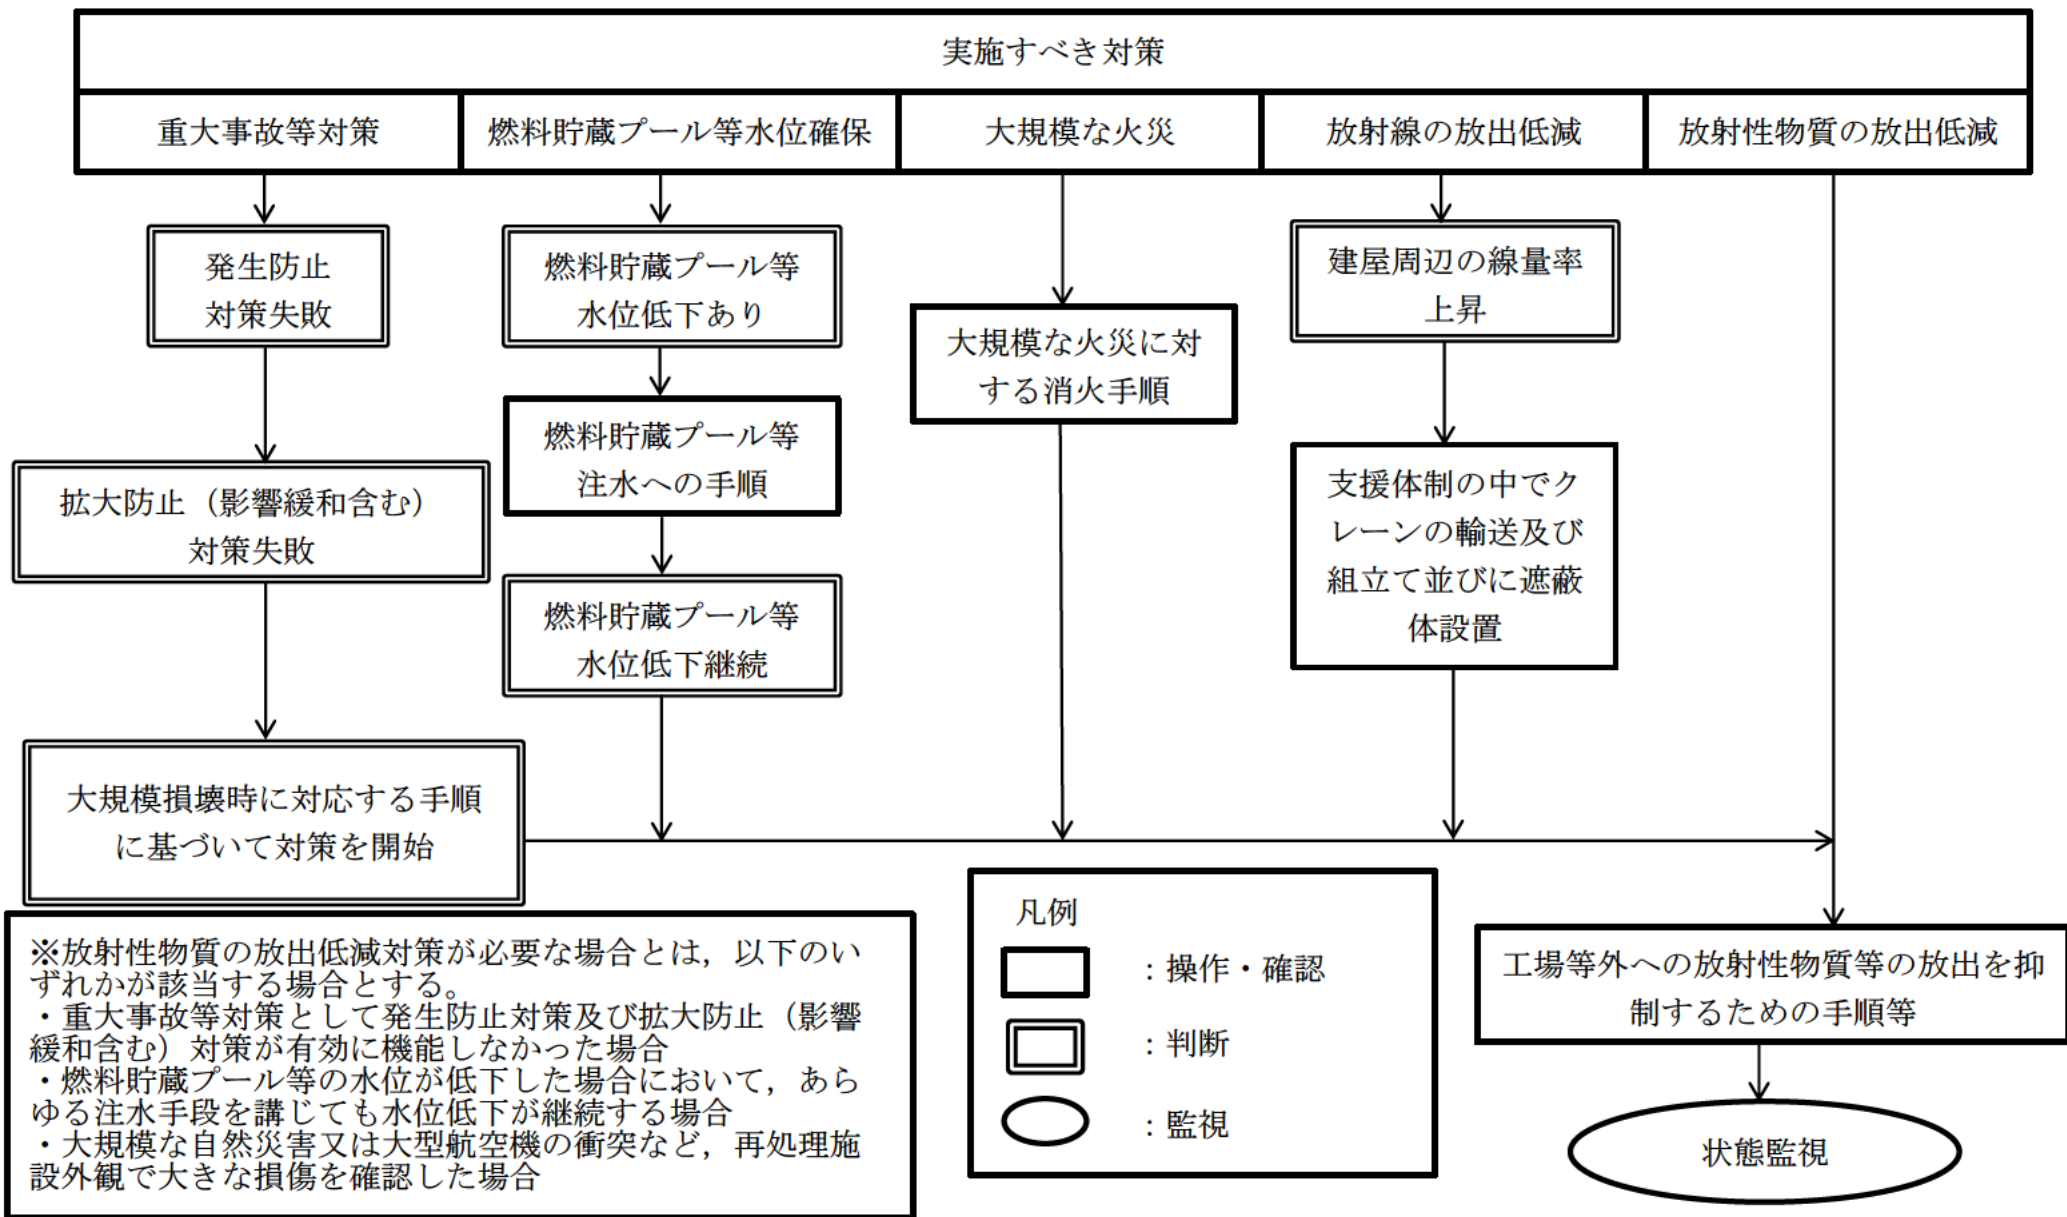 実施すべき対策
重大事故等対策
燃料貯蔵プール等水位確保
大規模な火災
放射線の放出低減
放射性物質の放出低減
発生防止
対策失敗
拡大防止（影響緩和含む）
対策失敗
大規模損壊時に対応する手順
に基づいて対策を開始
燃料貯蔵プール等
水位低下あり
燃料貯蔵プール等
注水への手順
燃料貯蔵プール等
水位低下継続
大規模な火災に対
する消火手順
建屋周辺の線量率
上昇
支援体制の中でク
レーンの輸送及び
組立て並びに遮蔽
体設置
工場等外への放射性物質等の放出を抑
制するための手順等
状態監視
※放射性物質の放出低減対策が必要な場合とは，以下のい
ずれかが該当する場合とする。
・重大事故等対策として発生防止対策及び拡大防止（影響
緩和含む）対策が有効に機能しなかった場合
・燃料貯蔵プール等の水位が低下した場合において，あら
ゆる注水手段を講じても水位低下が継続する場合
・大規模な自然災害又は大型航空機の衝突など，再処理施
設外観で大きな損傷を確認した場合
凡例
：操作・確認
：判断
：監視